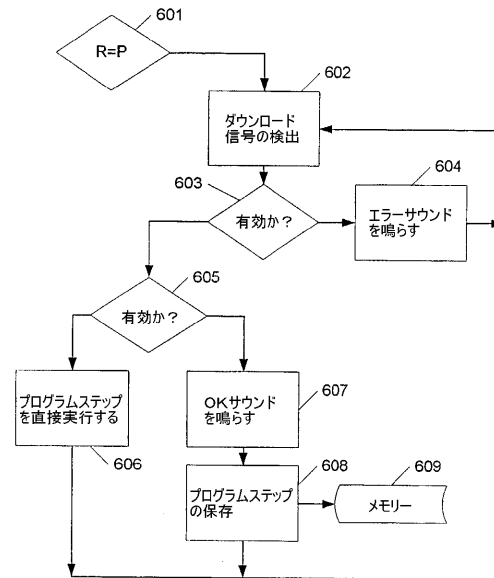 601
R=P
602
ダウンロード
信号の検出
603
有効か？
604
エラーサウンド
を鳴らす
605
有効か？
プログラムステップ
を直接実行する
606
OKサウンド
を鳴らす
607
608
プログラムステップ
の保存
609
メモリー